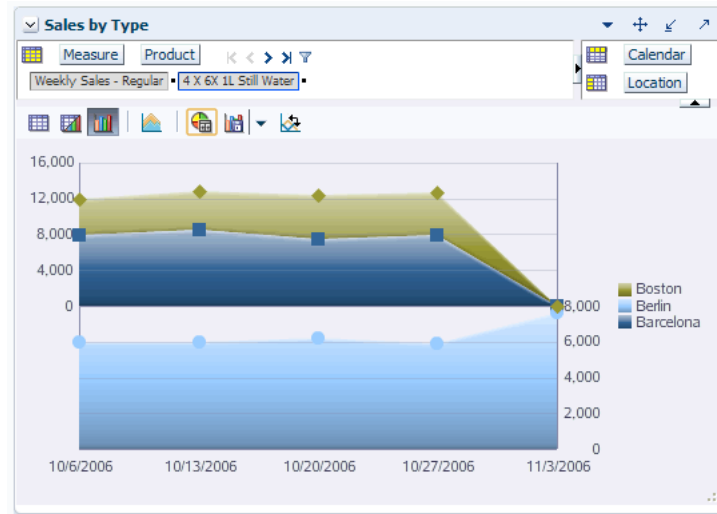 Sales by Type
Measure Product
Calendar
Weekly Sales - Regular 4 X 6X 1L Still Water
Location
16,000
12,000
8,000
4,000
0
8,000
6,000
4,000
2,000
0
Boston
Berlin
Barcelona
10/6/2006 10/13/2006 10/20/2006 10/27/2006 11/3/2006